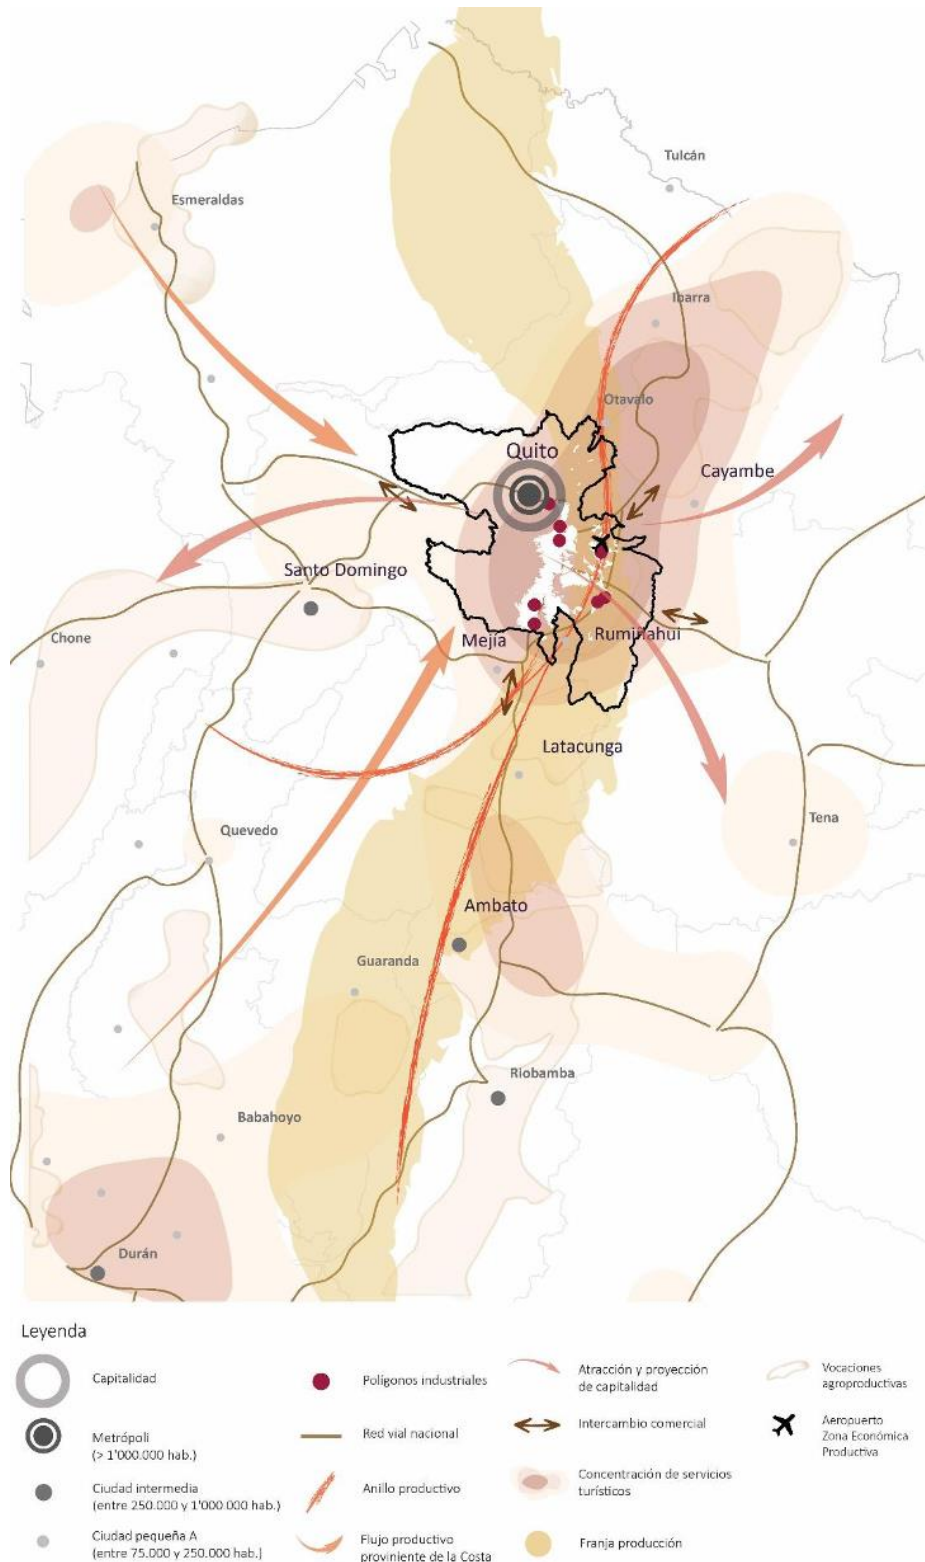 Tulcán
Esmeraldas
Ibarra
Otavalo
Quito
Cayambe
Santo Domingo
Chone
Mejía
Rumiñahui
Latacunga
Tena
Quevedo
Ambato
Guaranda
Riobamba
Babahoyo
Durán
Leyenda
Capitalidad
Metrópoli
(> 1'000.000 hab.)
Ciudad intermedia
(entre 250.000 y 1'000.000 hab.)
Ciudad pequeña A
(entre 75.000 y 250.000 hab.)
Polígonos industriales
Red vial nacional
Anillo productivo
Flujo productivo
proviniente de la Costa
Atracción y proyección
de capitalidad
Intercambio comercial
Concentración de servicios
turísticos
Franja producción
Vocaciones
agroproductivas
Aeropuerto
Zona Económica
Productiva